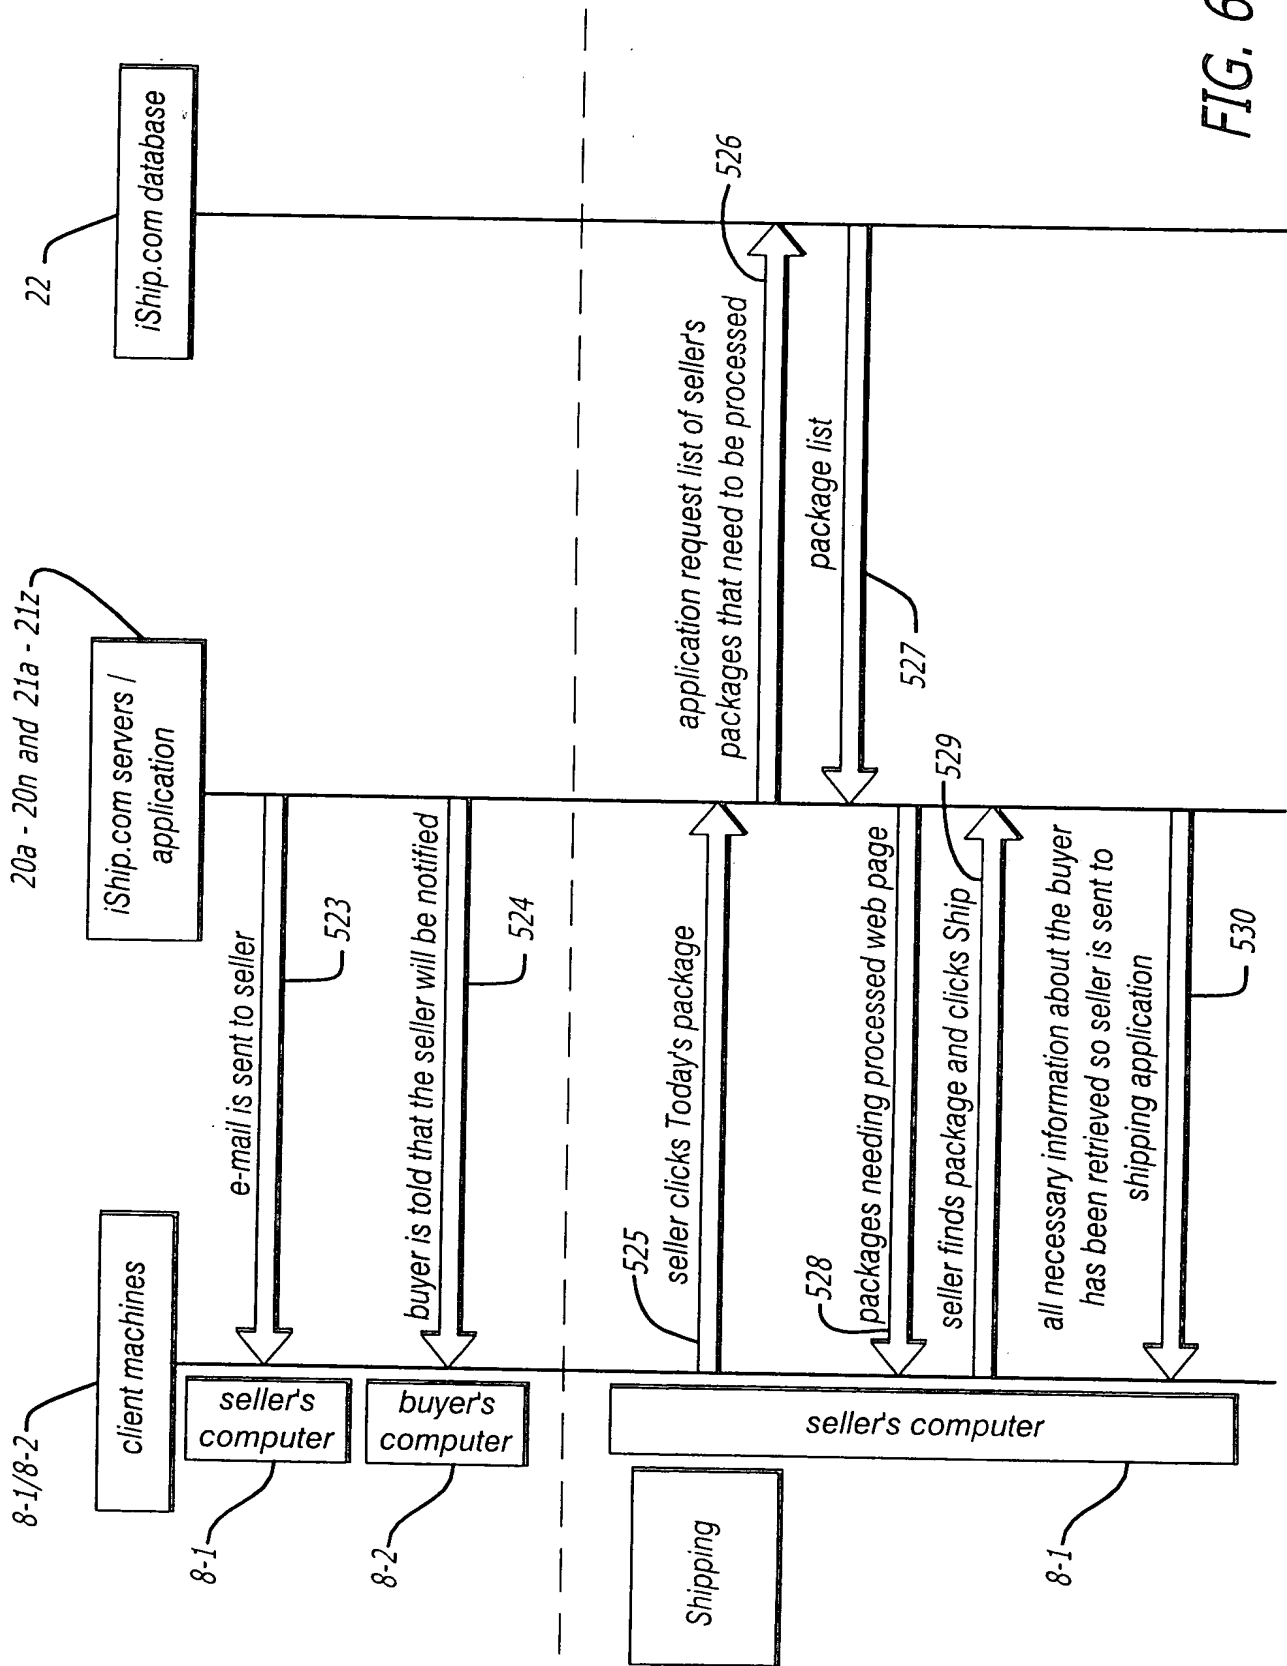 8-1/8-2
client machines
20a - 20n and 21a - 21z
iShip.com servers /
application
22
iShip.com database
8-1
seller's
computer
e-mail is sent to seller
523
8-2
buyer's
computer
buyer is told that the seller will be notified
524
Shipping
seller's computer
8-1
525
seller clicks Today's package
application request list of seller's
packages that need to be processed
526
package list
527
528
packages needing processed web page
seller finds package and clicks Ship
529
all necessary information about the buyer
has been retrieved so seller is sent to
shipping application
530
FIG. 6